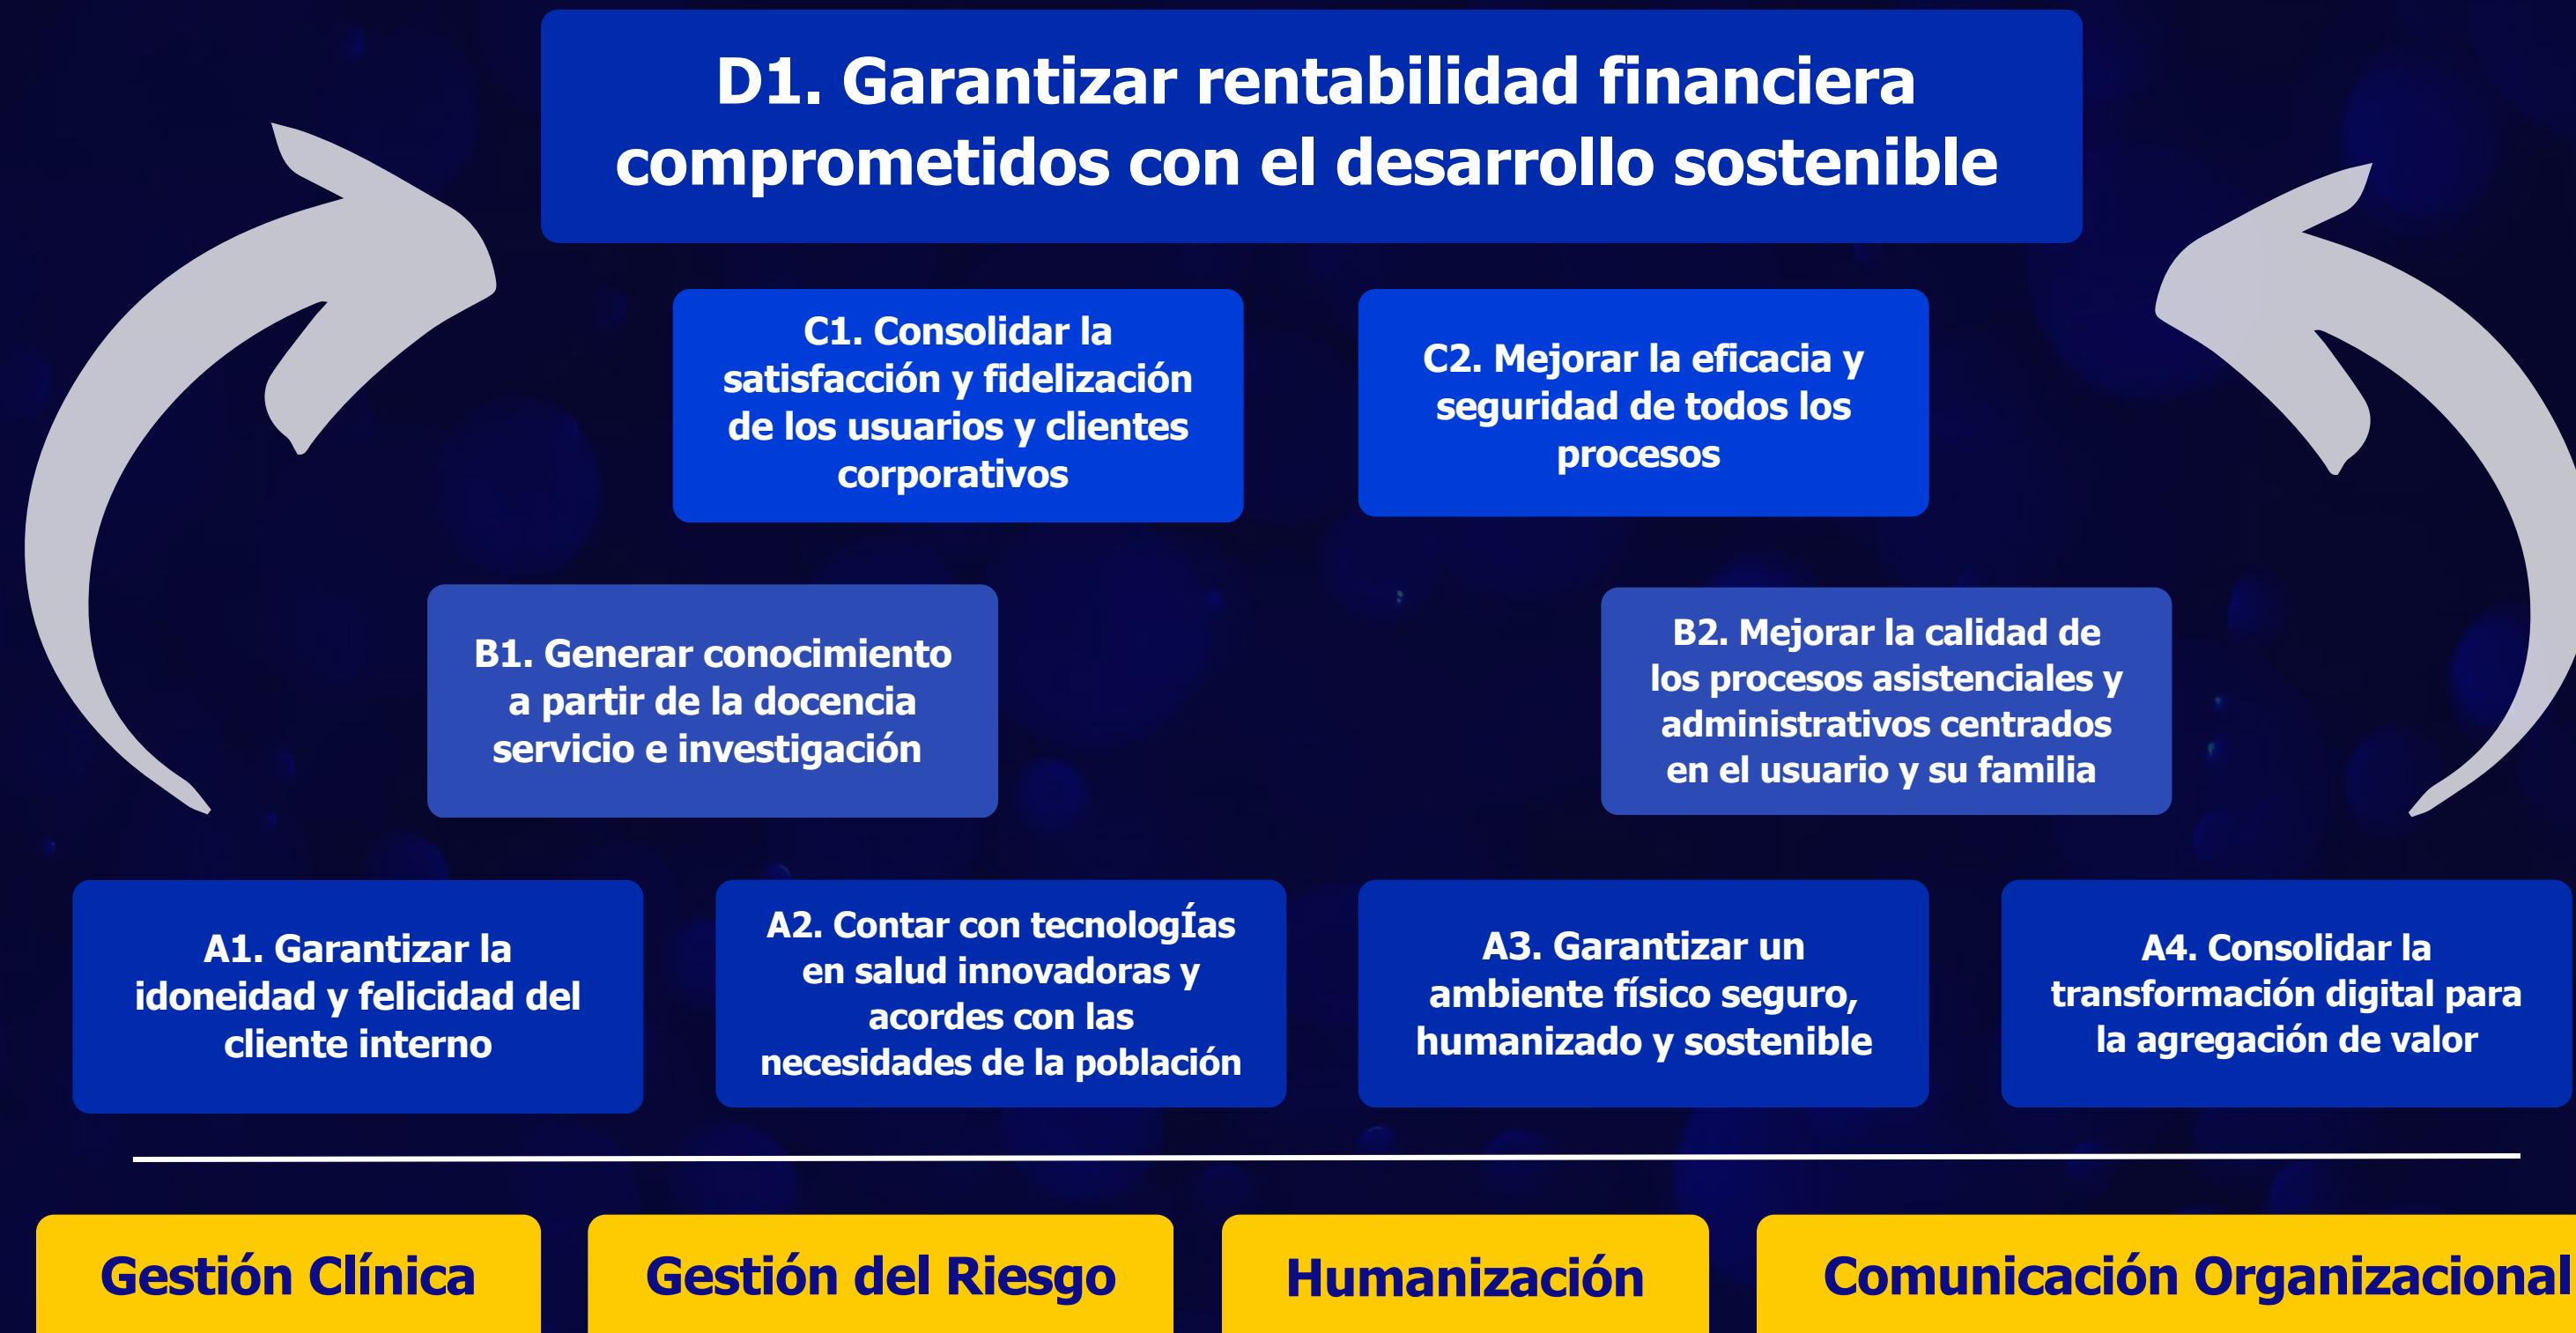 D1. Garantizar rentabilidad financiera
comprometidos con el desarrollo sostenible
C1. Consolidar la
satisfacción y fidelización
de los usuarios y clientes
corporativos
C2. Mejorar la eficacia y
seguridad de todos los
procesos
B1. Generar conocimiento
a partir de la docencia
servicio e investigación
B2. Mejorar la calidad de
los procesos asistenciales y
administrativos centrados
en el usuario y su familia
A1. Garantizar la
idoneidad y felicidad del
cliente interno
A2. Contar con tecnologÍas
en salud innovadoras y
acordes con las
necesidades de la población
A3. Garantizar un
ambiente físico seguro,
humanizado y sostenible
A4. Consolidar la
transformación digital para
la agregación de valor
Gestión Clínica
Gestión del Riesgo
Humanización
Comunicación Organizacional